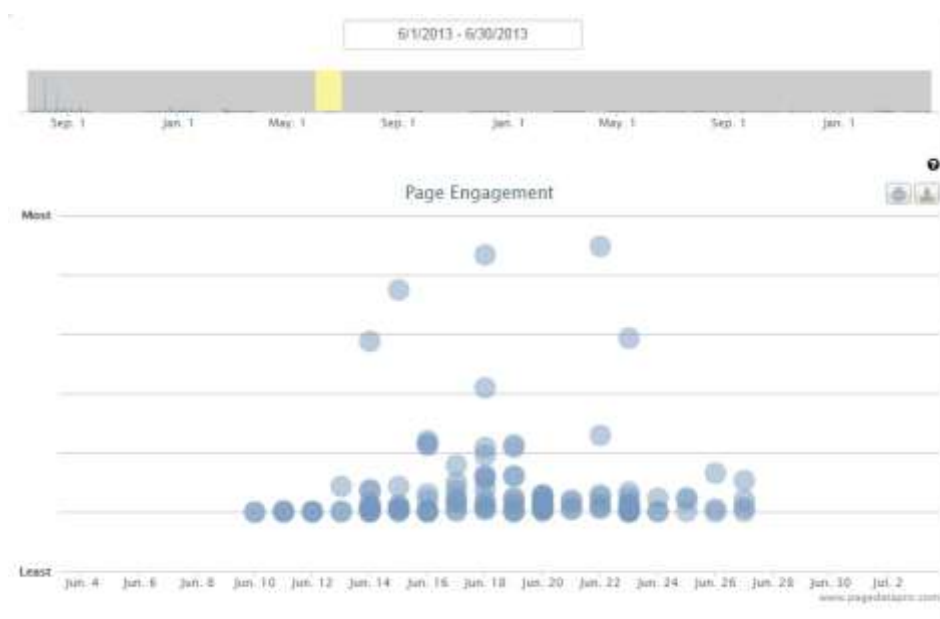 6/1/2013 - 6/30/2013
Sep. 1 Jan. 1 May. 1 Sep. 1 Jan. 1 May. 1 Sep. 1 Jan. 1
?
Page Engagement
Most
Least
Jun. 4 Jun. 6 Jun. 8 Jun. 10 Jun. 12 Jun. 14 Jun. 16 Jun. 18 Jun. 20 Jun. 22 Jun. 24 Jun. 26 Jun. 28 Jun. 30 Jul. 2
www.pagedatapro.com